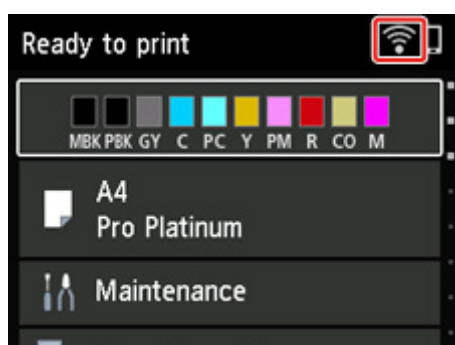 Ready to print
MBK PBK GY C PC Y PM R CO M
A4
Pro Platinum
Maintenance